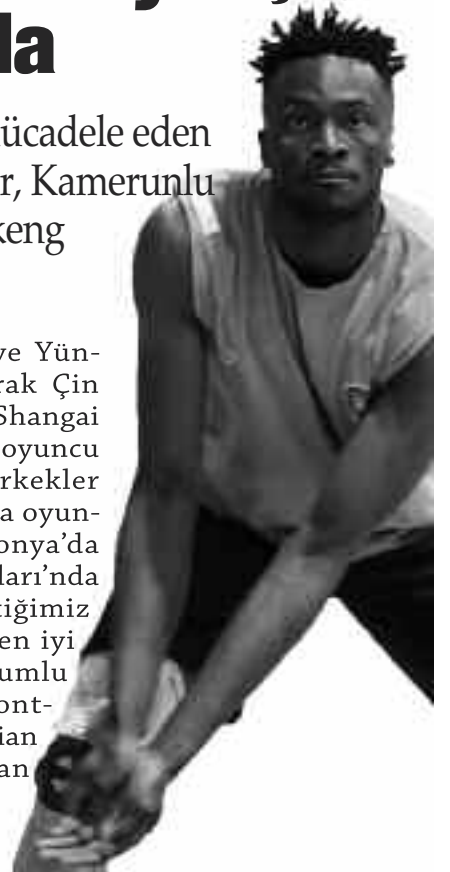 la
ücadele eden
r, Kamerunlu
keng
ve Yün-
rak Çin
Shangai
oyuncu
rkekler
a oyun-
onya’da
ları’nda
tiğimiz
en iyi
umlu
ont-
ian
an